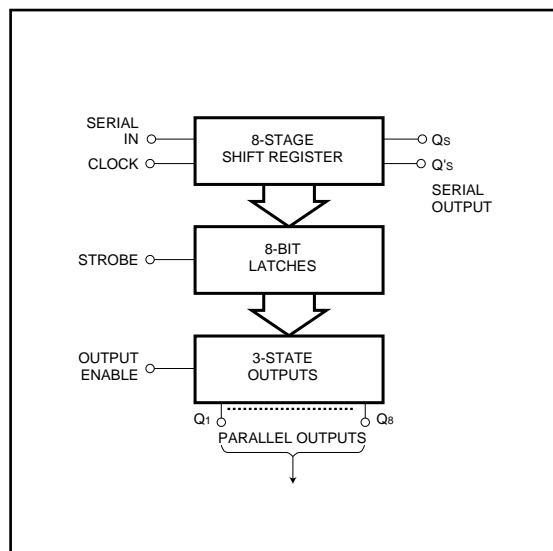 SERIAL
IN
CLOCK
8-STAGE
SHIFT REGISTER
QS
Q'S
SERIAL
OUTPUT
STROBE
8-BIT
LATCHES
OUTPUT
ENABLE
3-STATE
OUTPUTS
Q1
Q8
PARALLEL OUTPUTS